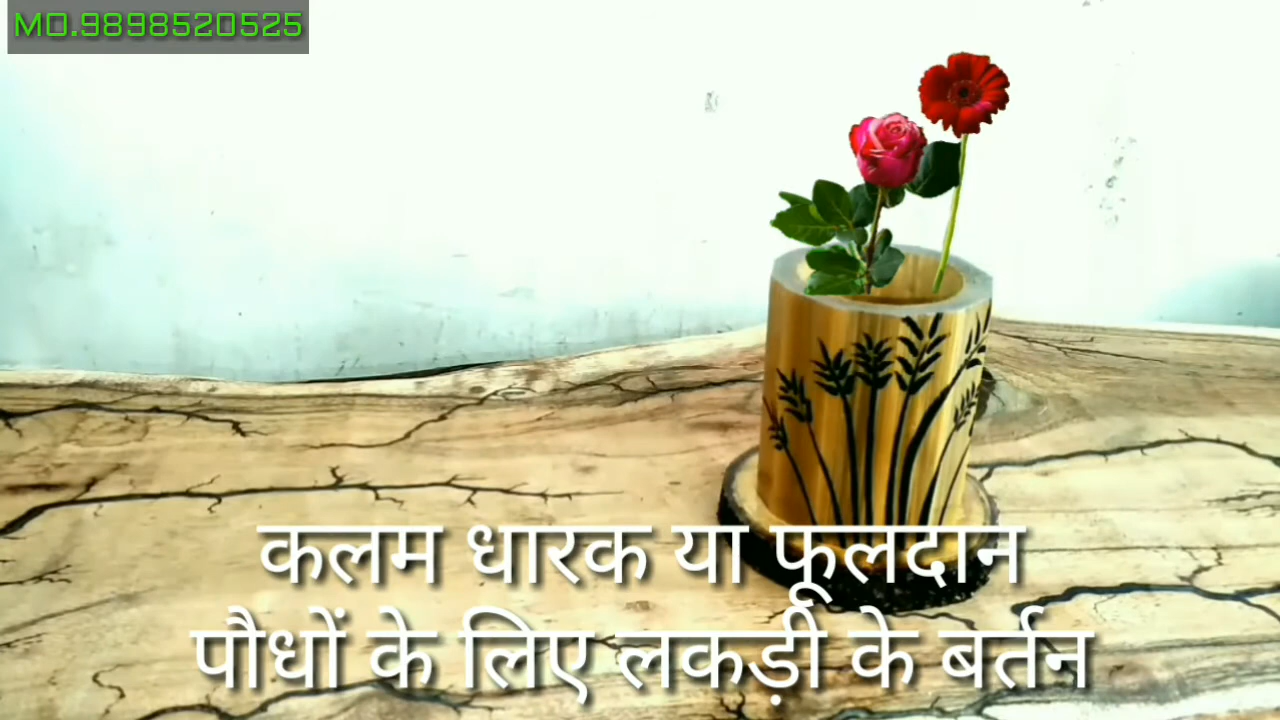 MO.9898520525
कलम धारक या फूलदान
पौधों के लिए लकड़ी के बर्तन